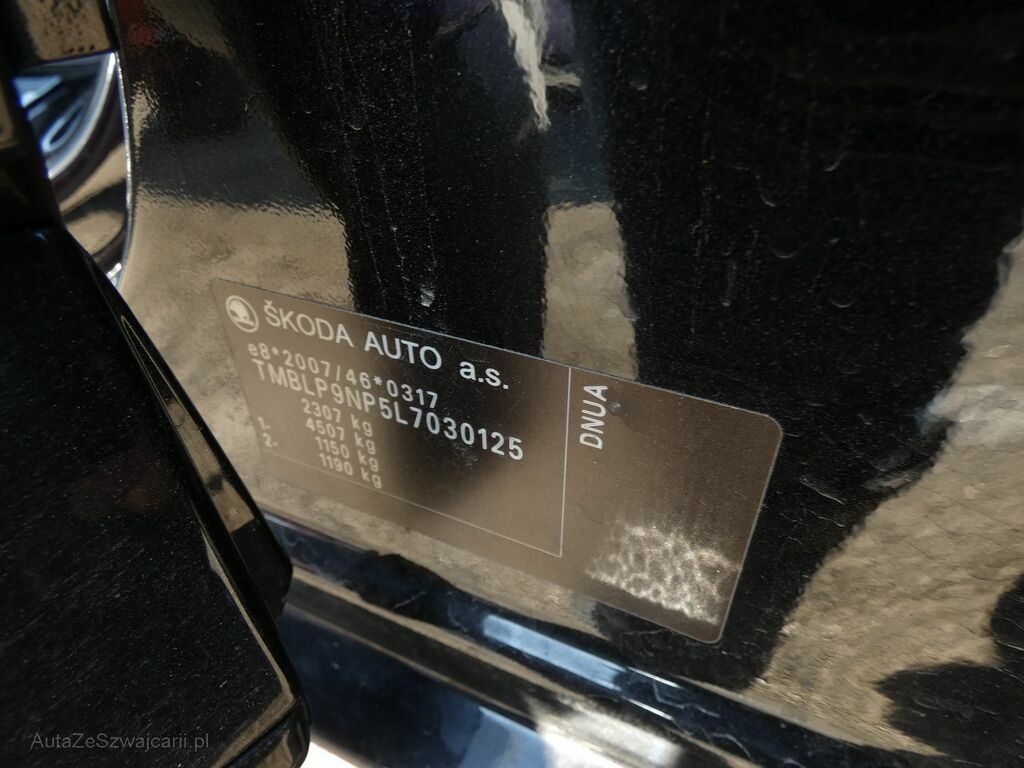 ŠKODA AUTO a.s.
e8*2007/46*0317
TMBLP9NP5L7030125
2307 kg
4507 kg
1- 1150 kg
2- 1190 kg
DNUA
AutaZeSzwajcarii.pl